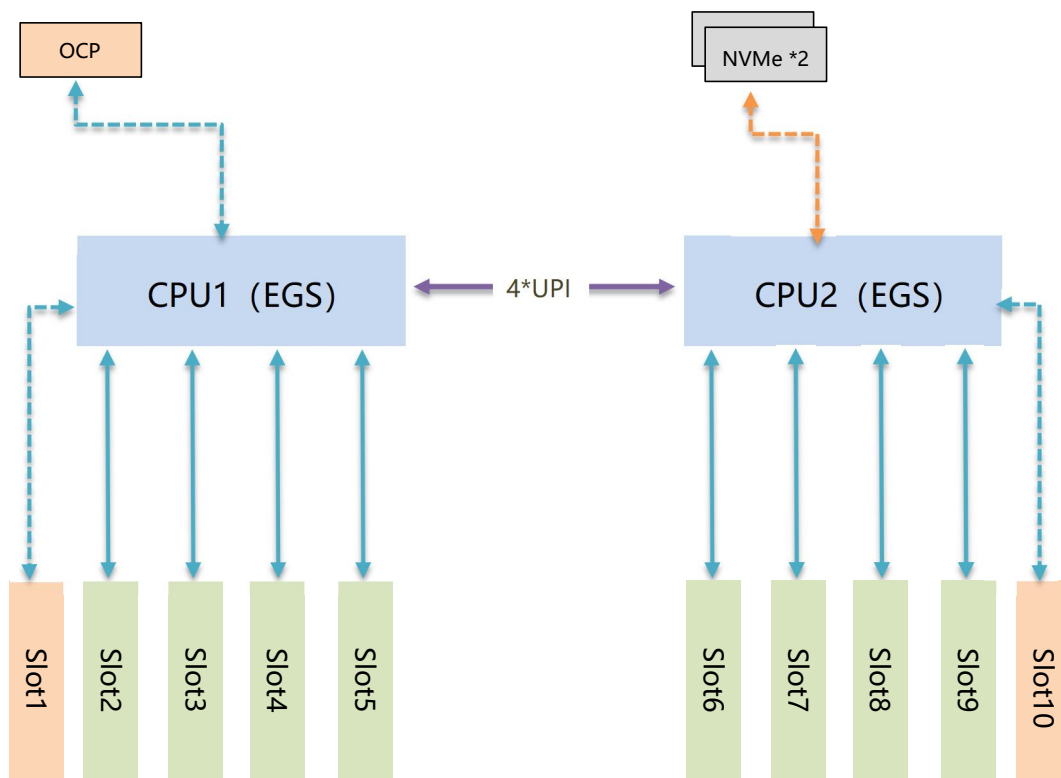 OCP
NVMe *2
CPU1（EGS）
4*UPI
CPU2（EGS）
Slot1
Slot2
Slot3
Slot4
Slot5
Slot6
Slot7
Slot8
Slot9
Slot10